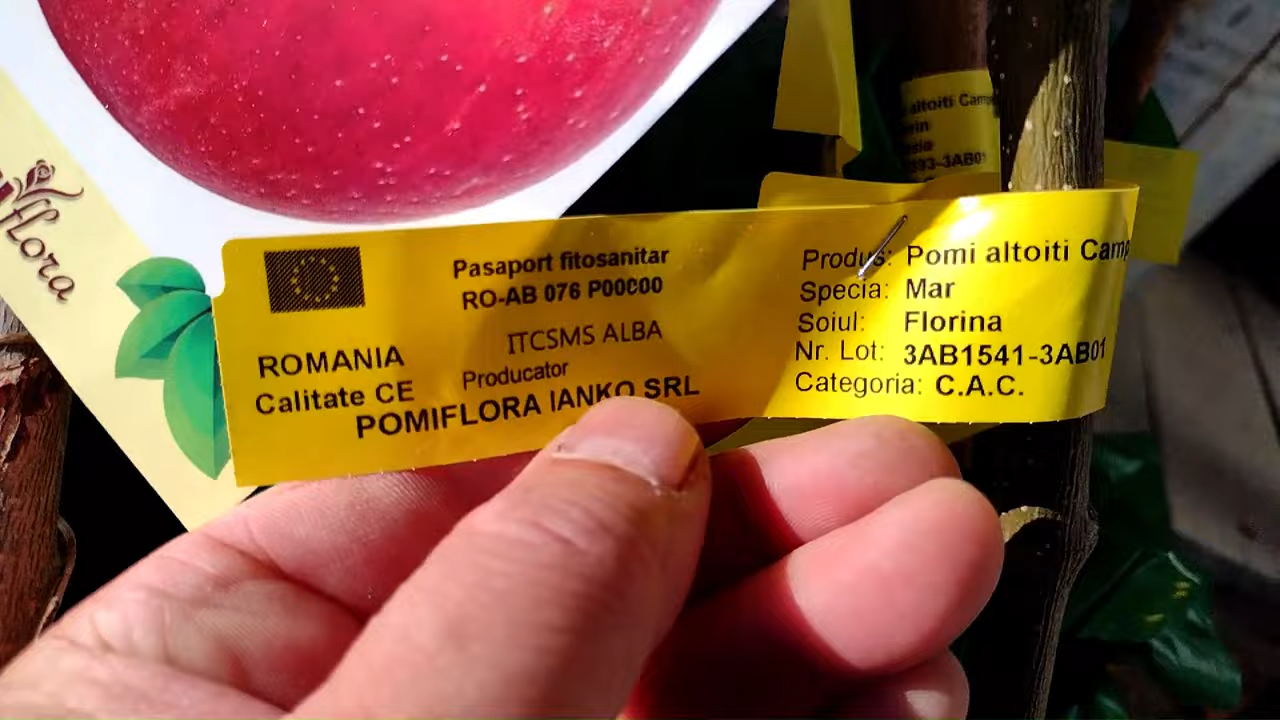 flora
Pasaport fitosanitar
RO-AB 076 P00C00
ITCSMS ALBA
ROMANIA
Calitate CE
Producator
POMIFLORA IANKO SRL
Produs: Pomi altoiti Camp
Specia: Mar
Soiul: Florina
Nr. Lot: 3AB1541-3AB01
Categoria: C.A.C.
altoiti Camp